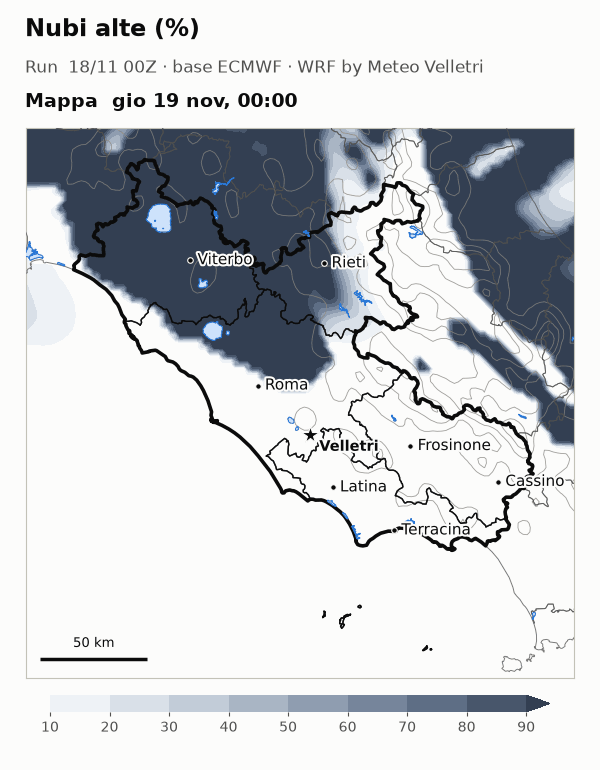 Nubi alte (%)
Run  18/11 00Z · base ECMWF · WRF by Meteo Velletri
Mappa  gio 19 nov, 00:00
Viterbo
Rieti
Roma
Velletri
Frosinone
Latina
Cassino
Terracina
50 km
10 20 30 40 50 60 70 80 90